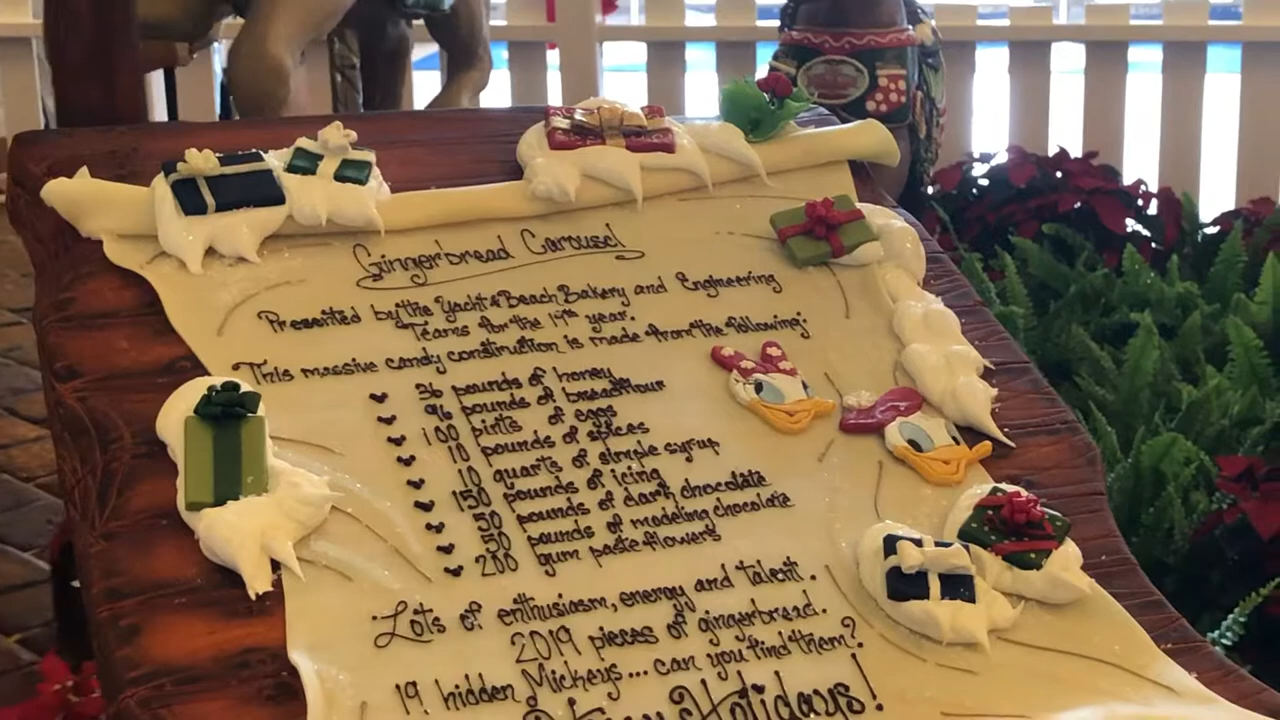 Gingerbread Carousel
Presented by the Yacht & Beach Bakery and Engineering
Teams for the 19th year.
This massive candy construction is made from the following:
36 pounds of honey
96 pounds of breadflour
100 pints of eggs
10 pounds of spices
10 quarts of simple syrup
150 pounds of icing
50 pounds of dark chocolate
50 pounds of modeling chocolate
200 gum paste flowers
Lots of enthusiasm, energy and talent.
2019 pieces of gingerbread.
19 hidden Mickeys... can you find them?
Happy Holidays!